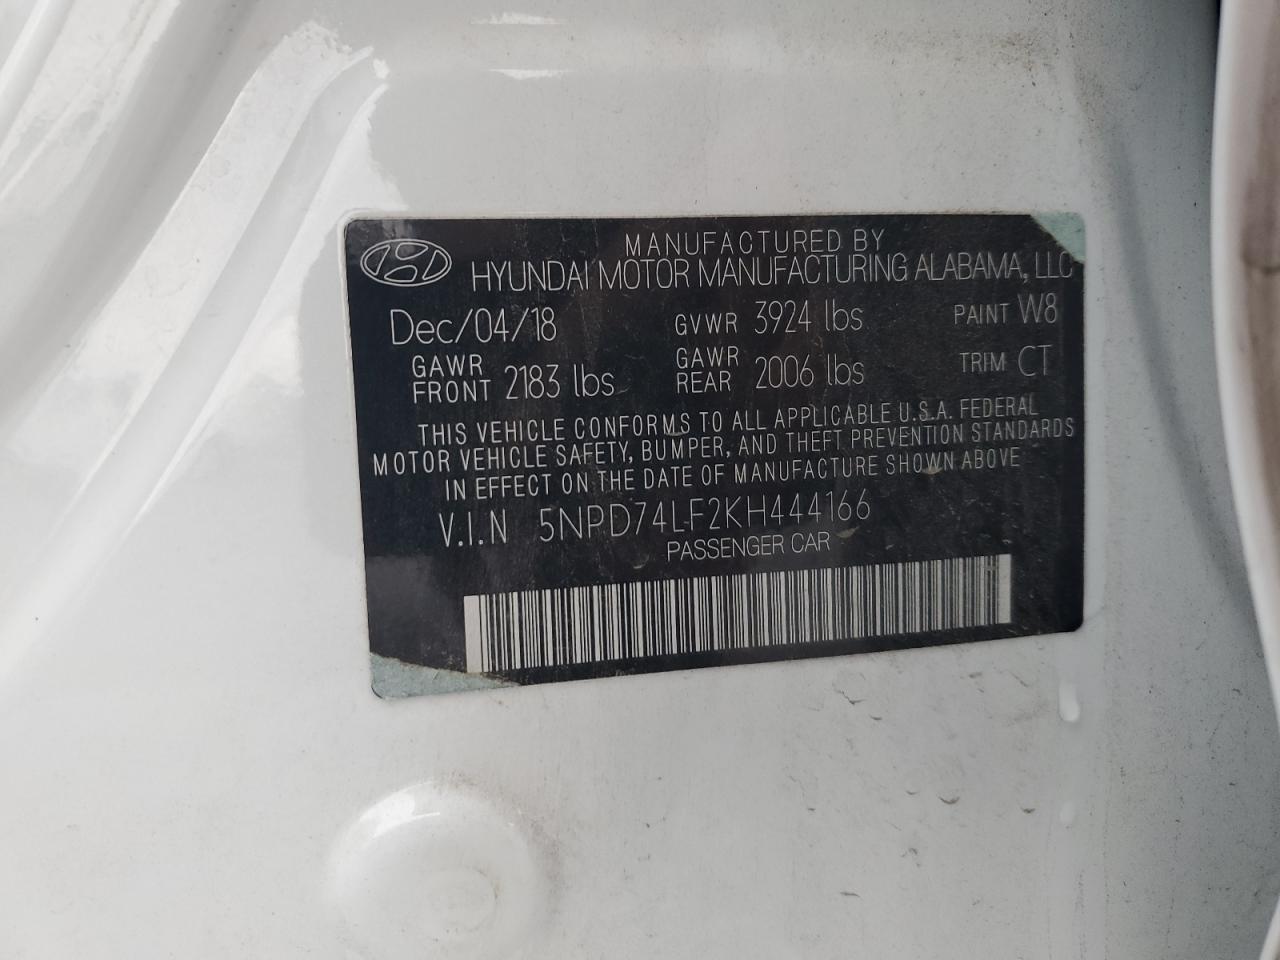 MANUFACTURED BY
HYUNDAI MOTOR MANUFACTURING ALABAMA, LLC
Dec/04/18 GVWR 3924 lbs PAINT W8
GAWR FRONT 2183 lbs GAWR REAR 2006 lbs TRIM CT
THIS VEHICLE CONFORMS TO ALL APPLICABLE U.S.A. FEDERAL
MOTOR VEHICLE SAFETY, BUMPER, AND THEFT PREVENTION STANDARDS
IN EFFECT ON THE DATE OF MANUFACTURE SHOWN ABOVE
V.I.N 5NPD74LF2KH444166
PASSENGER CAR